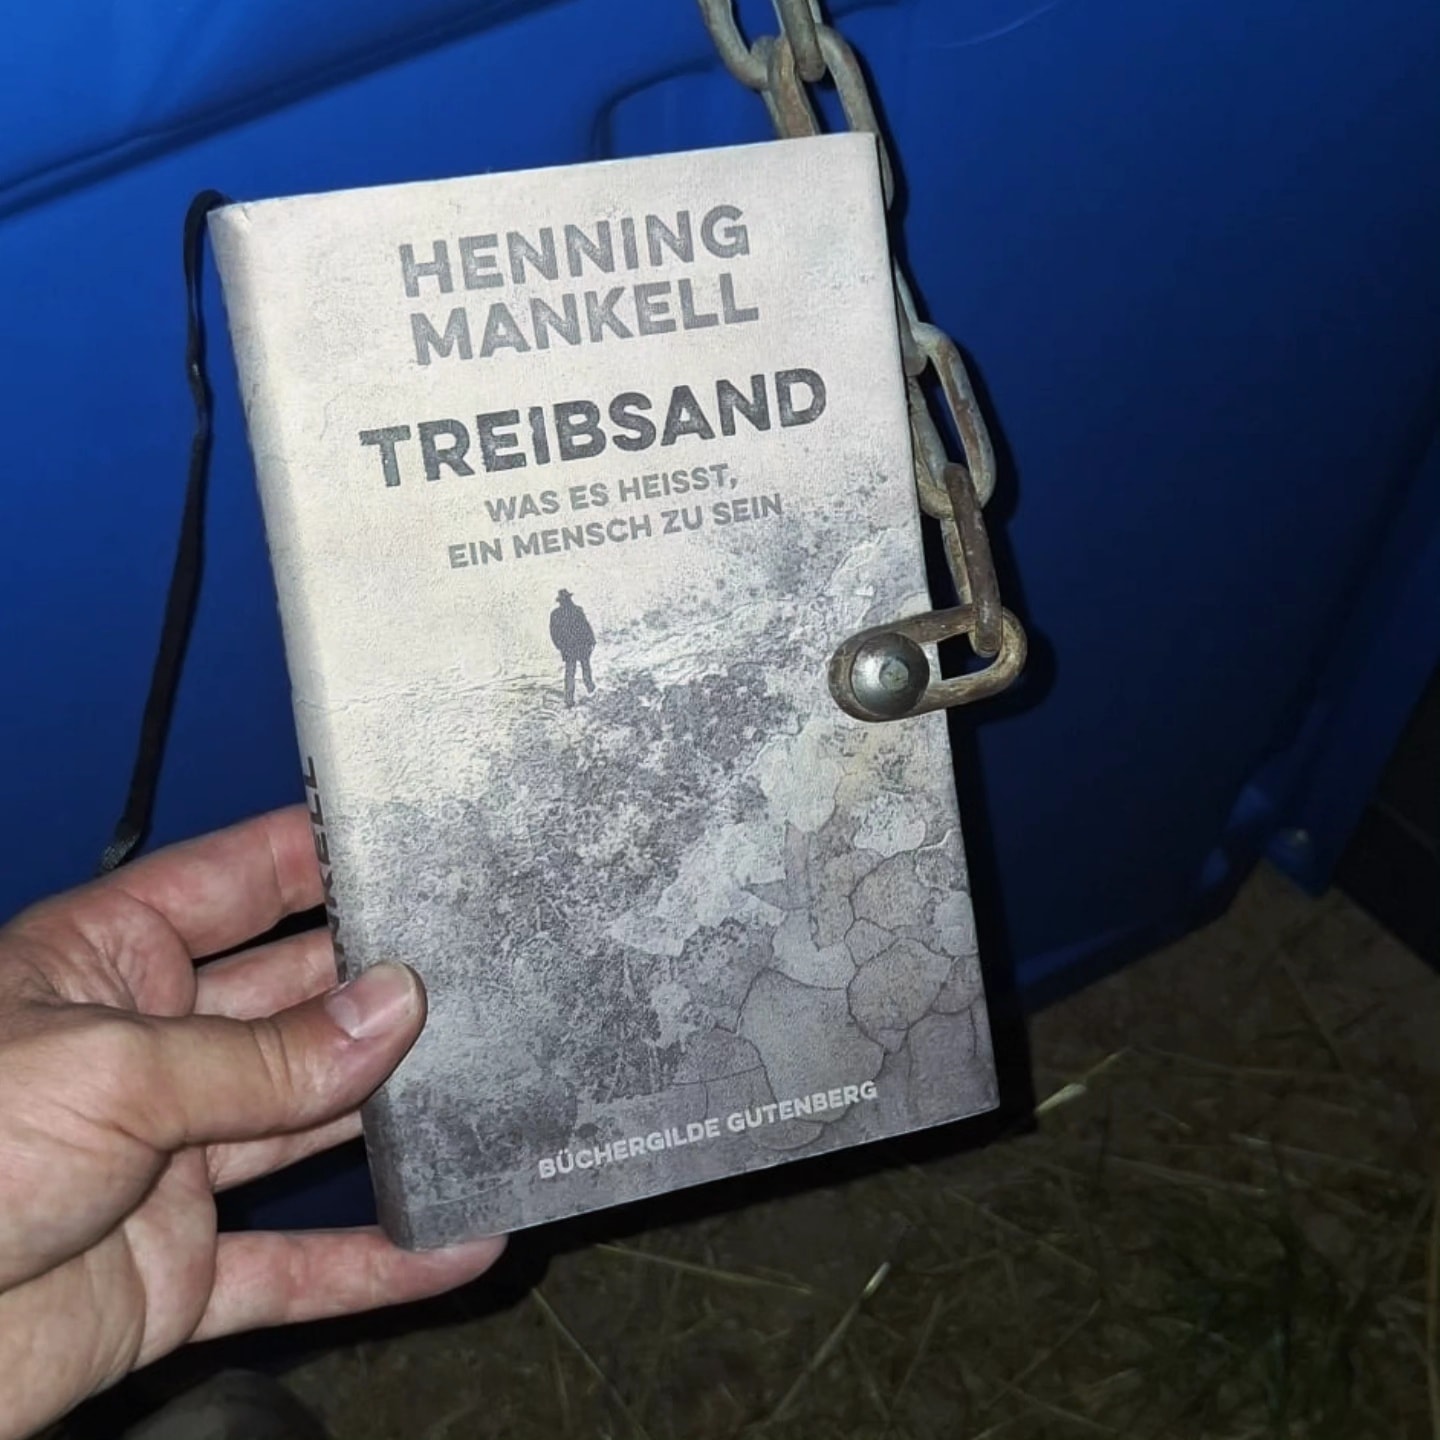 HENNING
MANKELL
TREIBSAND
WAS ES HEISST,
EIN MENSCH ZU SEIN
BÜCHERGILDE GUTENBERG